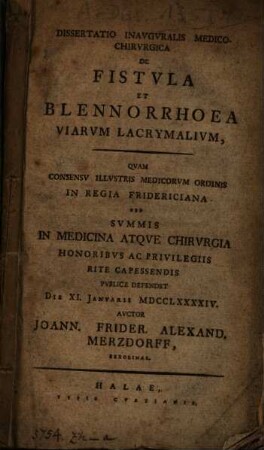 DISSERTATIO INAVGVRALIS MEDICO-
CHIRVRGICA
DE
FISTVLA
ET
BLENNORRHOEA
VIARVM LACRYMALIVM,
QVAM
CONSENSV ILLVSTRIS MEDICORVM ORDINIS
IN REGIA FRIDERICIANA
PRO
SVMMIS
IN MEDICINA ATQVE CHIRVRGIA
HONORIBVS AC PRIVILEGIIS
RITE CAPESSENDIS
PVBLICE DEFENDET
DIE XI. JANVARII MDCCLXXXXIV.
AVCTOR
JOANN. FRIDER. ALEXAND.
MERZDORFF,
BEROLINAS.
HALAE,